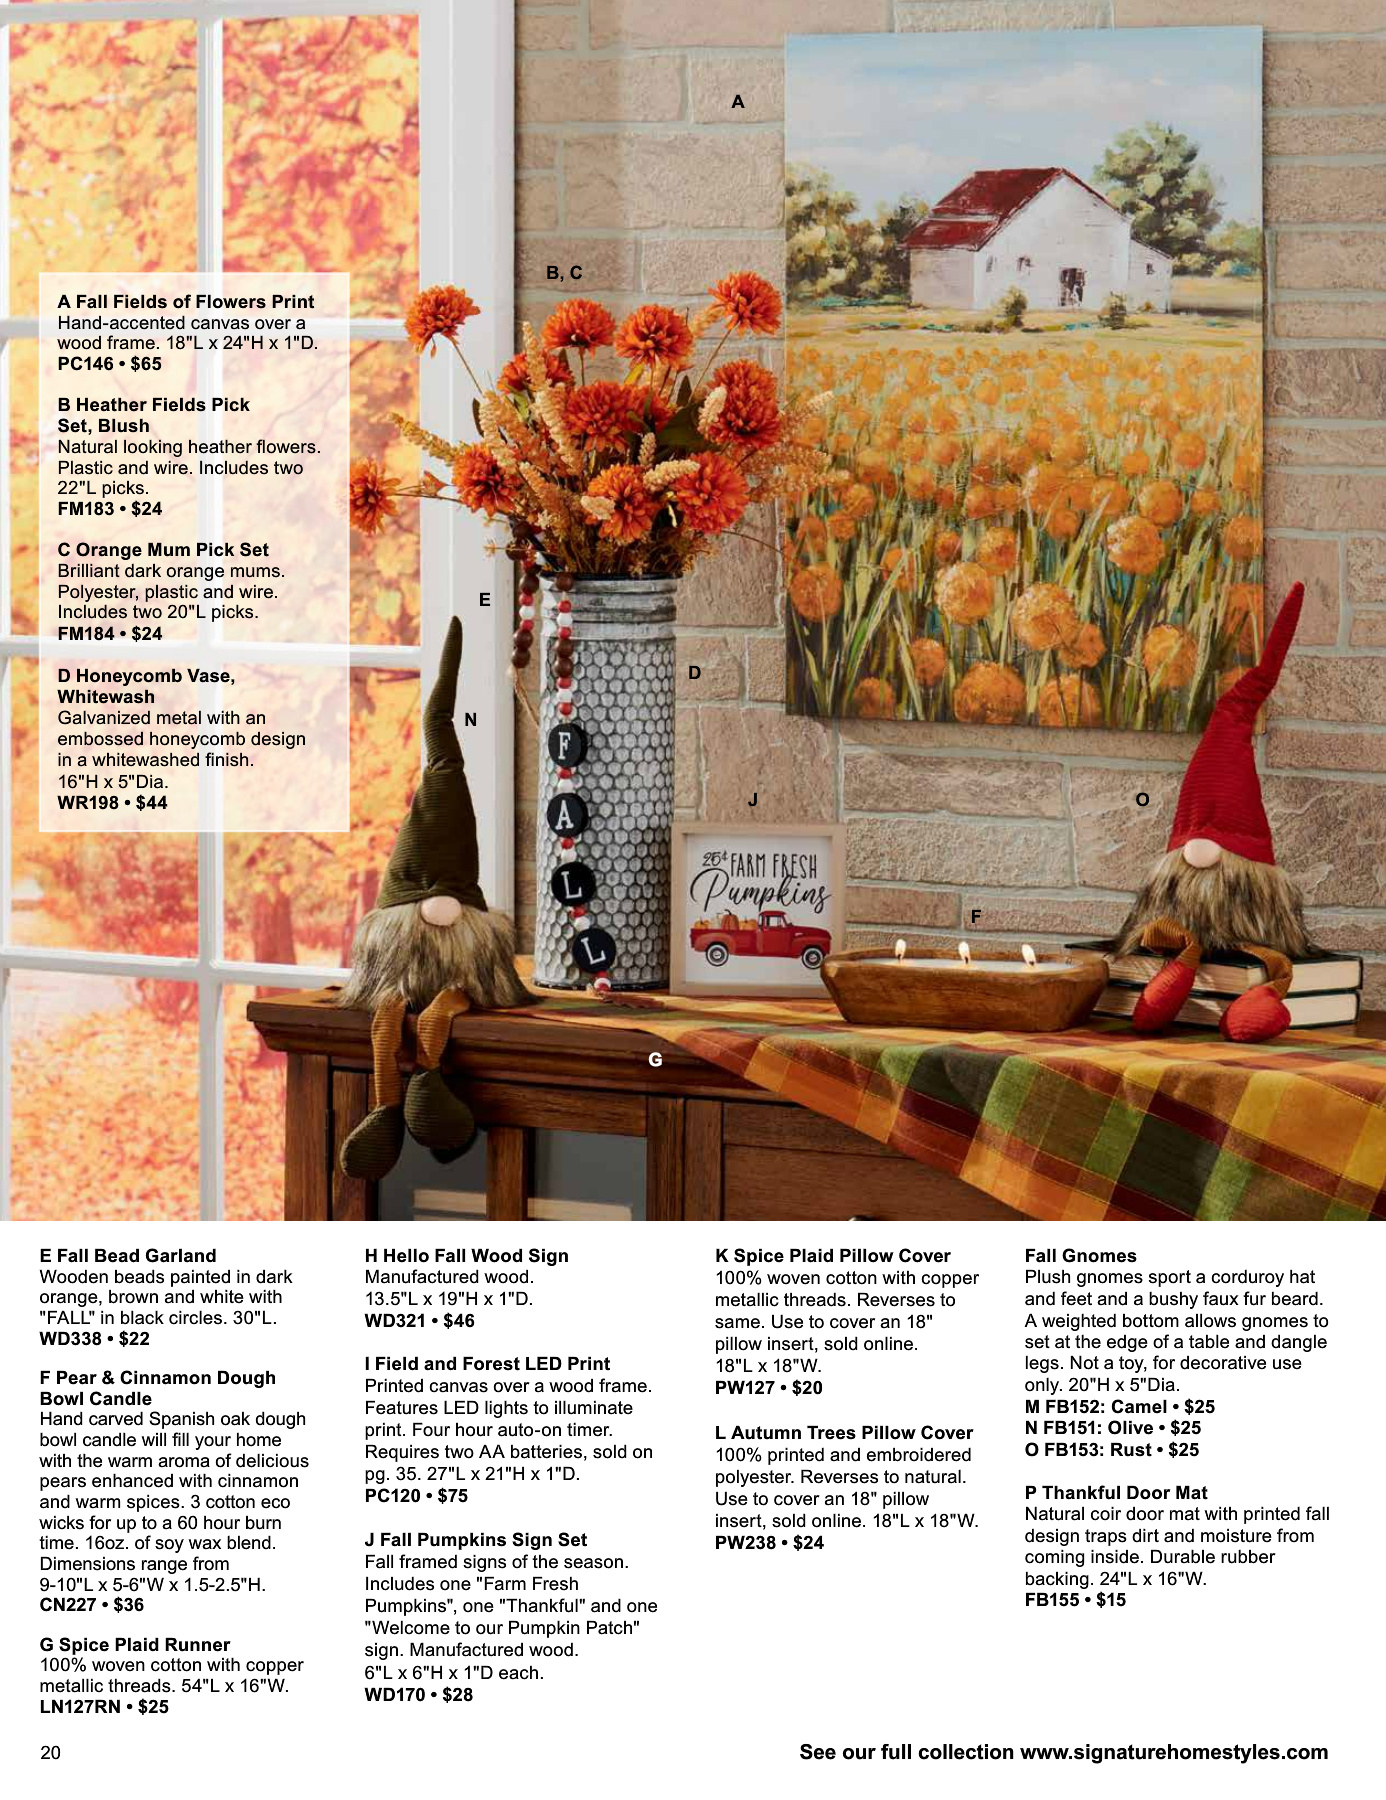 A
B, C
A Fall Fields of Flowers Print
Hand-accented canvas over a
wood frame. 18"L x 24"H x 1"D.
PC146 • $65
B Heather Fields Pick
Set, Blush
Natural looking heather flowers.
Plastic and wire. Includes two
22"L picks.
FM183 • $24
C Orange Mum Pick Set
Brilliant dark orange mums.
Polyester, plastic and wire.
Includes two 20"L picks.
FM184 • $24
D Honeycomb Vase,
Whitewash
Galvanized metal with an
embossed honeycomb design
in a whitewashed finish.
16"H x 5"Dia.
WR198 • $44
E
D
N
J
O
F
A
L
L
25¢ FARM FRESH
Pumpkins
F
G
E Fall Bead Garland
Wooden beads painted in dark
orange, brown and white with
"FALL" in black circles. 30"L.
WD338 • $22
F Pear & Cinnamon Dough
Bowl Candle
Hand carved Spanish oak dough
bowl candle will fill your home
with the warm aroma of delicious
pears enhanced with cinnamon
and warm spices. 3 cotton eco
wicks for up to a 60 hour burn
time. 16oz. of soy wax blend.
Dimensions range from
9-10"L x 5-6"W x 1.5-2.5"H.
CN227 • $36
G Spice Plaid Runner
100% woven cotton with copper
metallic threads. 54"L x 16"W.
LN127RN • $25
H Hello Fall Wood Sign
Manufactured wood.
13.5"L x 19"H x 1"D.
WD321 • $46
I Field and Forest LED Print
Printed canvas over a wood frame.
Features LED lights to illuminate
print. Four hour auto-on timer.
Requires two AA batteries, sold on
pg. 35. 27"L x 21"H x 1"D.
PC120 • $75
J Fall Pumpkins Sign Set
Fall framed signs of the season.
Includes one "Farm Fresh
Pumpkins", one "Thankful" and one
"Welcome to our Pumpkin Patch"
sign. Manufactured wood.
6"L x 6"H x 1"D each.
WD170 • $28
K Spice Plaid Pillow Cover
100% woven cotton with copper
metallic threads. Reverses to
same. Use to cover an 18"
pillow insert, sold online.
18"L x 18"W.
PW127 • $20
L Autumn Trees Pillow Cover
100% printed and embroidered
polyester. Reverses to natural.
Use to cover an 18" pillow
insert, sold online. 18"L x 18"W.
PW238 • $24
Fall Gnomes
Plush gnomes sport a corduroy hat
and feet and a bushy faux fur beard.
A weighted bottom allows gnomes to
set at the edge of a table and dangle
legs. Not a toy, for decorative use
only. 20"H x 5"Dia.
M FB152: Camel • $25
N FB151: Olive • $25
O FB153: Rust • $25
P Thankful Door Mat
Natural coir door mat with printed fall
design traps dirt and moisture from
coming inside. Durable rubber
backing. 24"L x 16"W.
FB155 • $15
20
See our full collection www.signaturehomestyles.com